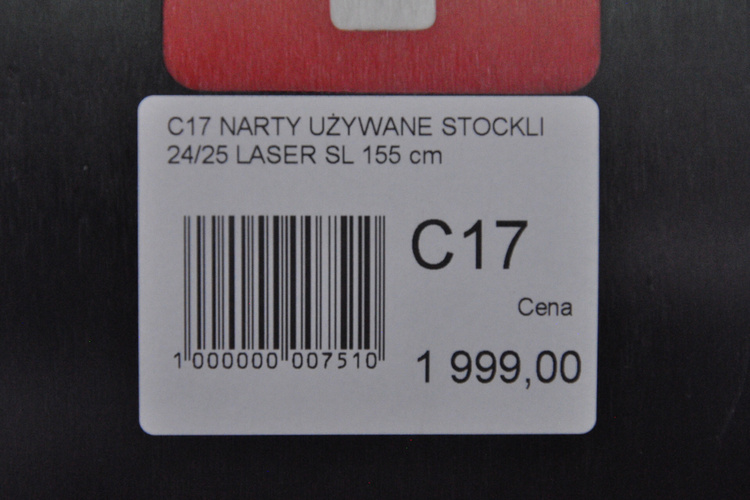 C17 NARTY UŻYWANE STOCKLI
24/25 LASER SL 155 cm
C17
Cena
1 999,00
1 000000 007510